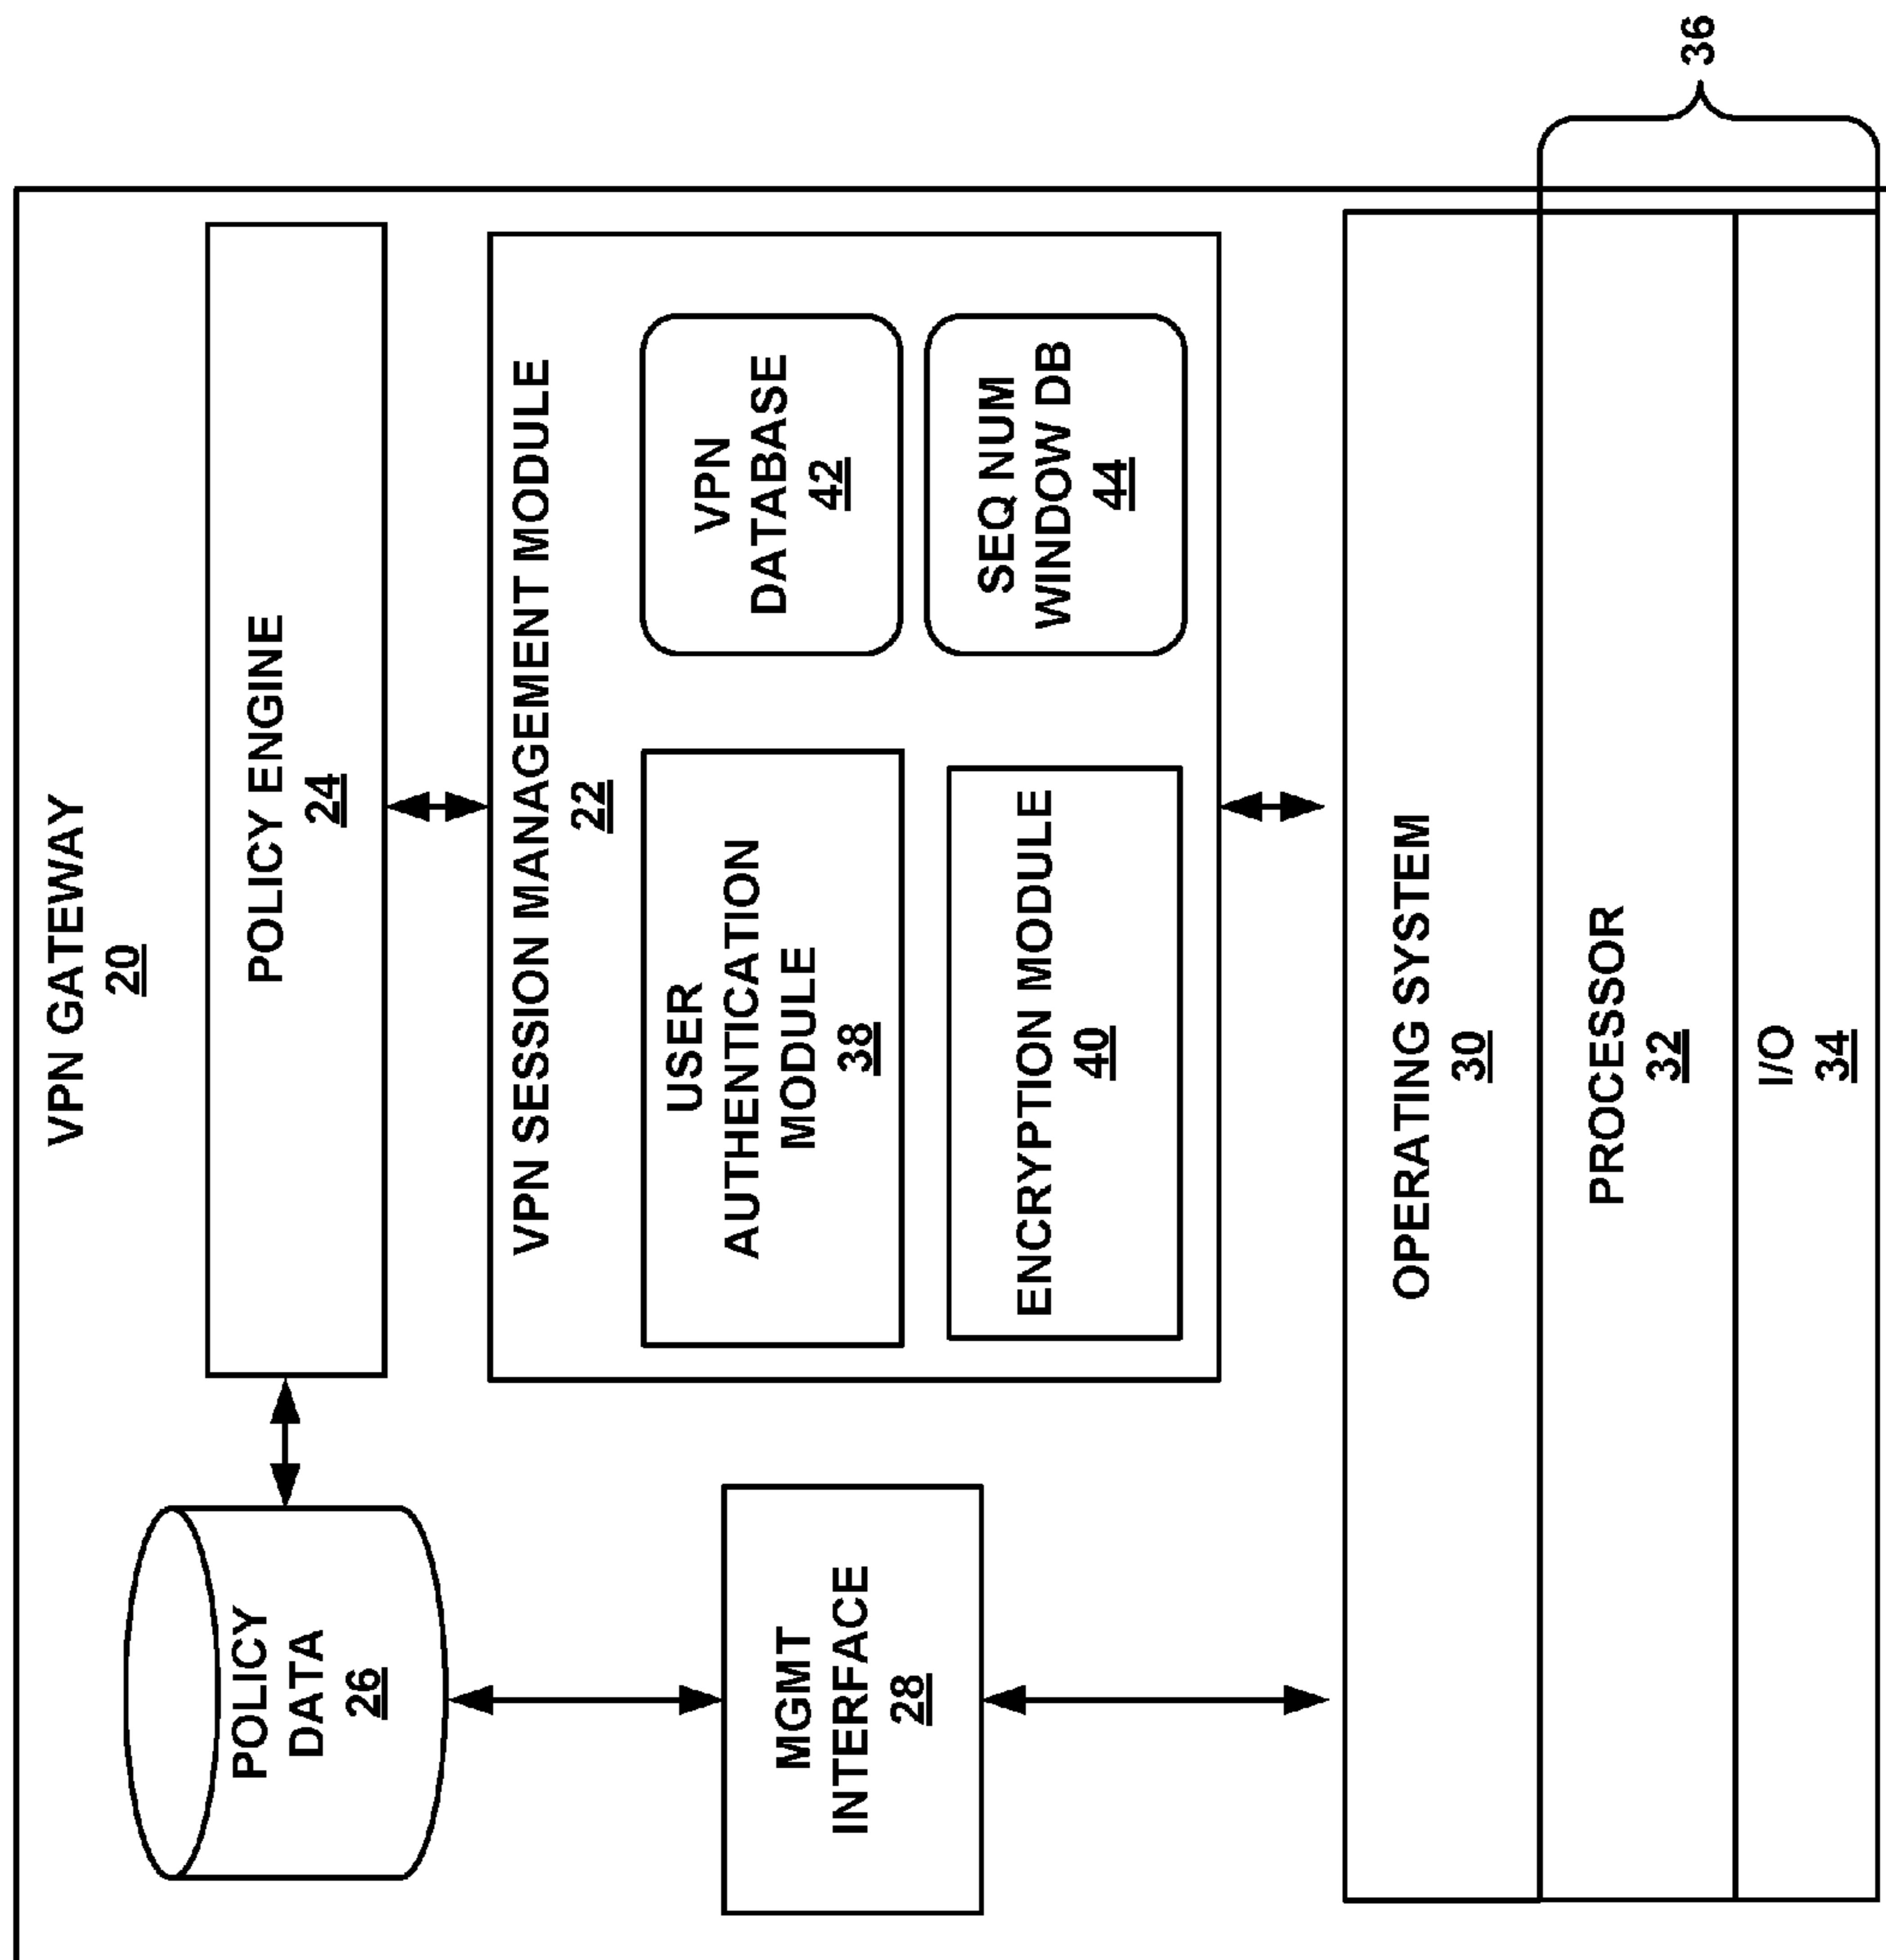 VPN GATEWAY
20
POLICY
DATA
26
POLICY ENGINE
24
VPN SESSION MANAGEMENT MODULE
22
USER
AUTHENTICATION
MODULE
38
VPN
DATABASE
42
MGMT
INTERFACE
28
ENCRYPTION MODULE
40
SEQ NUM
WINDOW DB
44
OPERATING SYSTEM
30
PROCESSOR
32
I/O
34
36